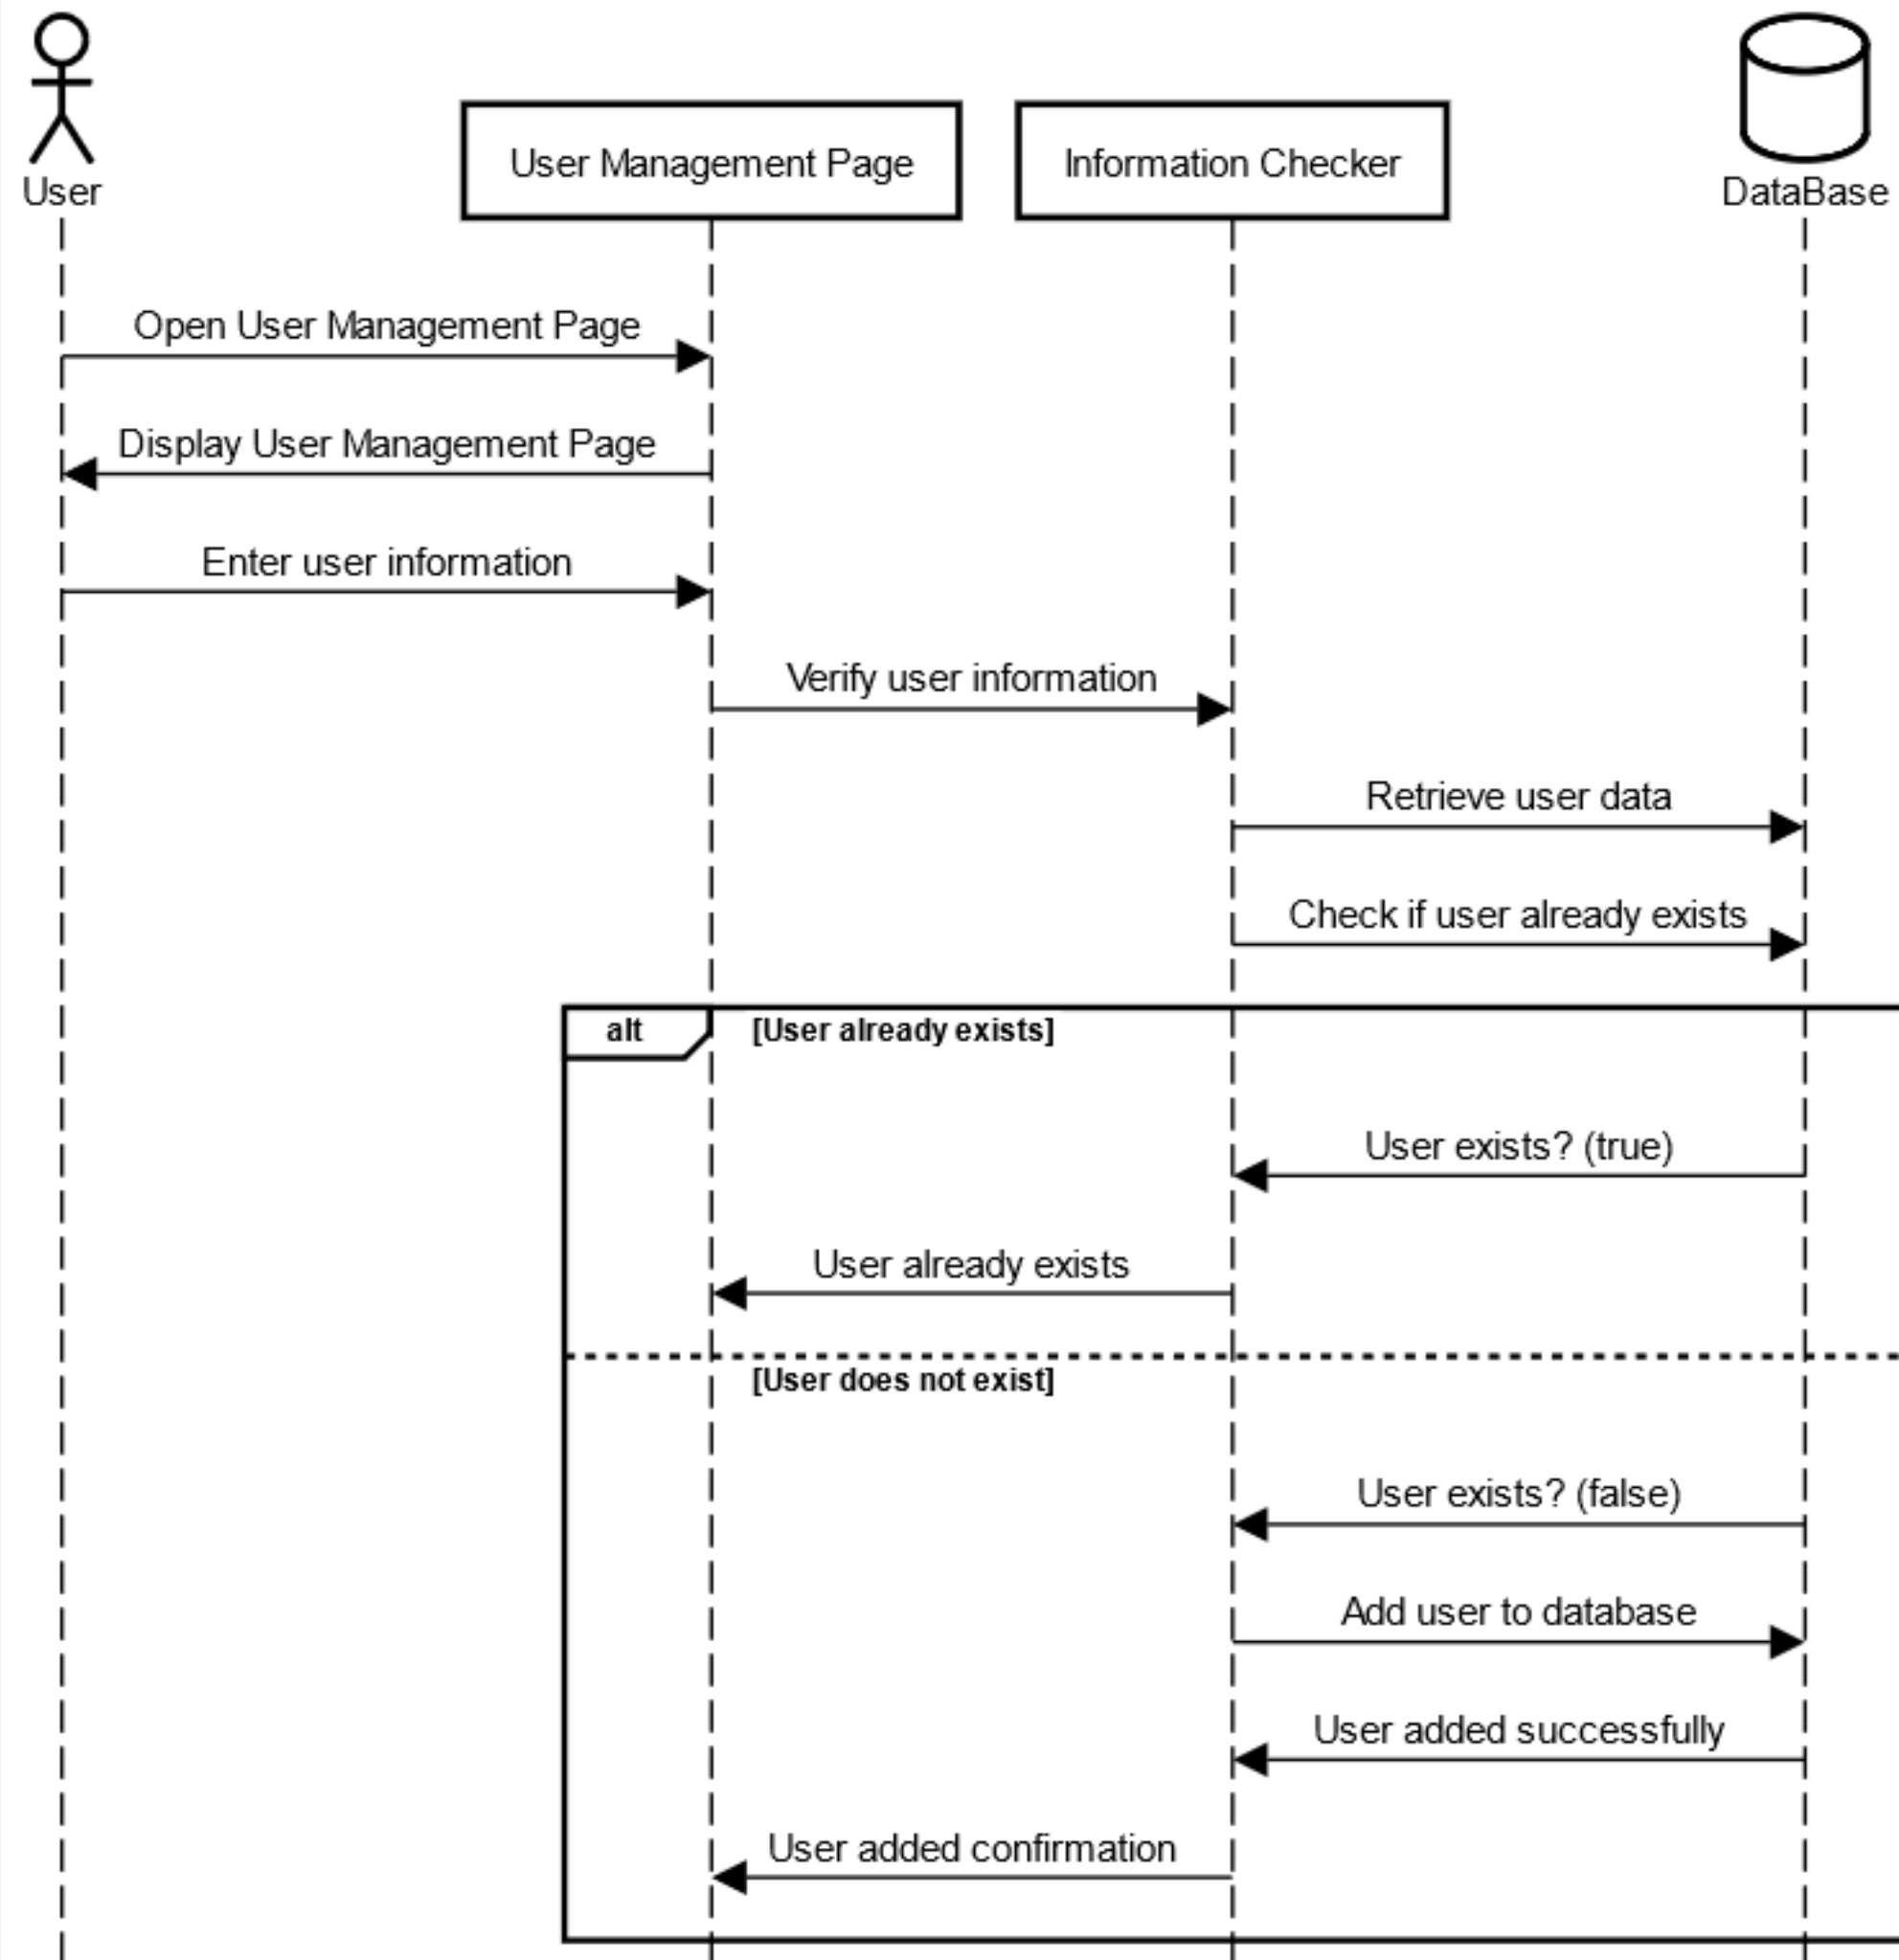 User
User Management Page
Information Checker
DataBase
Open User Management Page
Display User Management Page
Enter user information
Verify user information
Retrieve user data
Check if user already exists
alt
[User already exists]
User exists? (true)
User already exists
[User does not exist]
User exists? (false)
Add user to database
User added successfully
User added confirmation